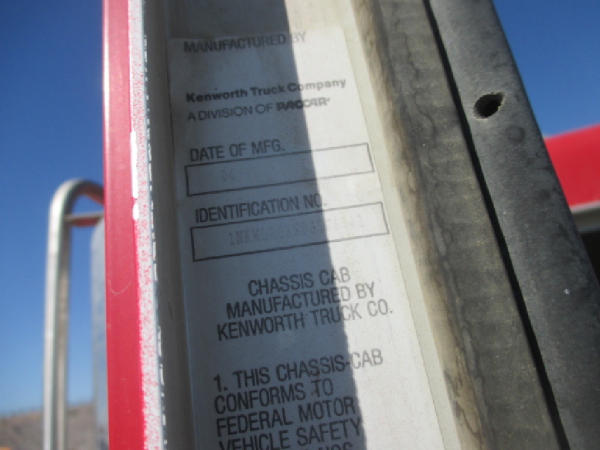 MANUFACTURED BY
Kenworth Truck Company
A DIVISION OF PACCAR
DATE OF MFG.
IDENTIFICATION NO.
CHASSIS CAB
MANUFACTURED BY
KENWORTH TRUCK CO.
1. THIS CHASSIS-CAB
CONFORMS TO
FEDERAL MOTOR
VEHICLE SAFETY